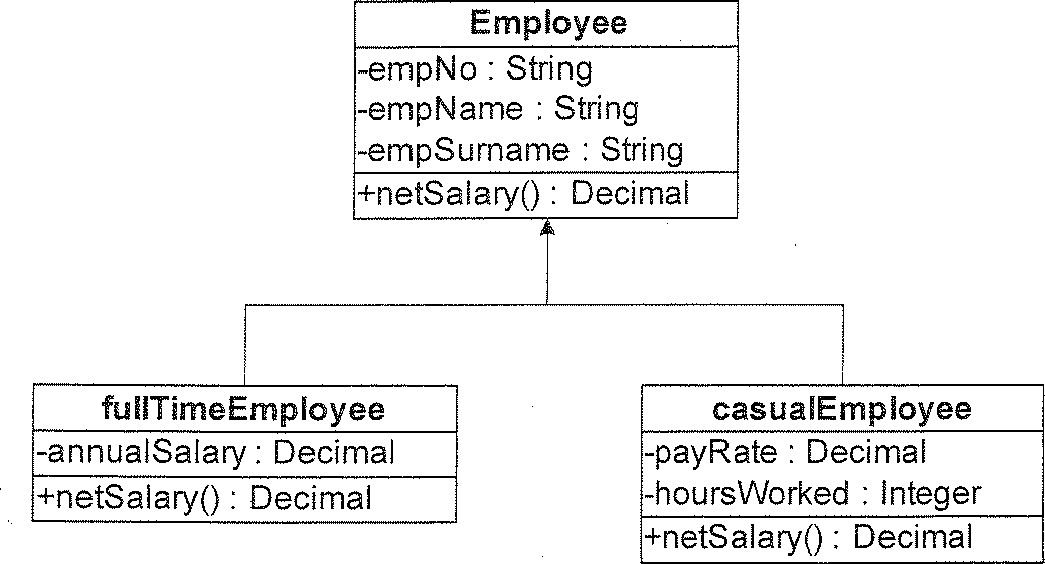 Employee
-empNo : String
-empName : String
-empSurname : String
+netSalary() : Decimal
fullTimeEmployee
-annualSalary : Decimal
+netSalary() : Decimal
casualEmployee
-payRate : Decimal
-hoursWorked : Integer
+netSalary() : Decimal